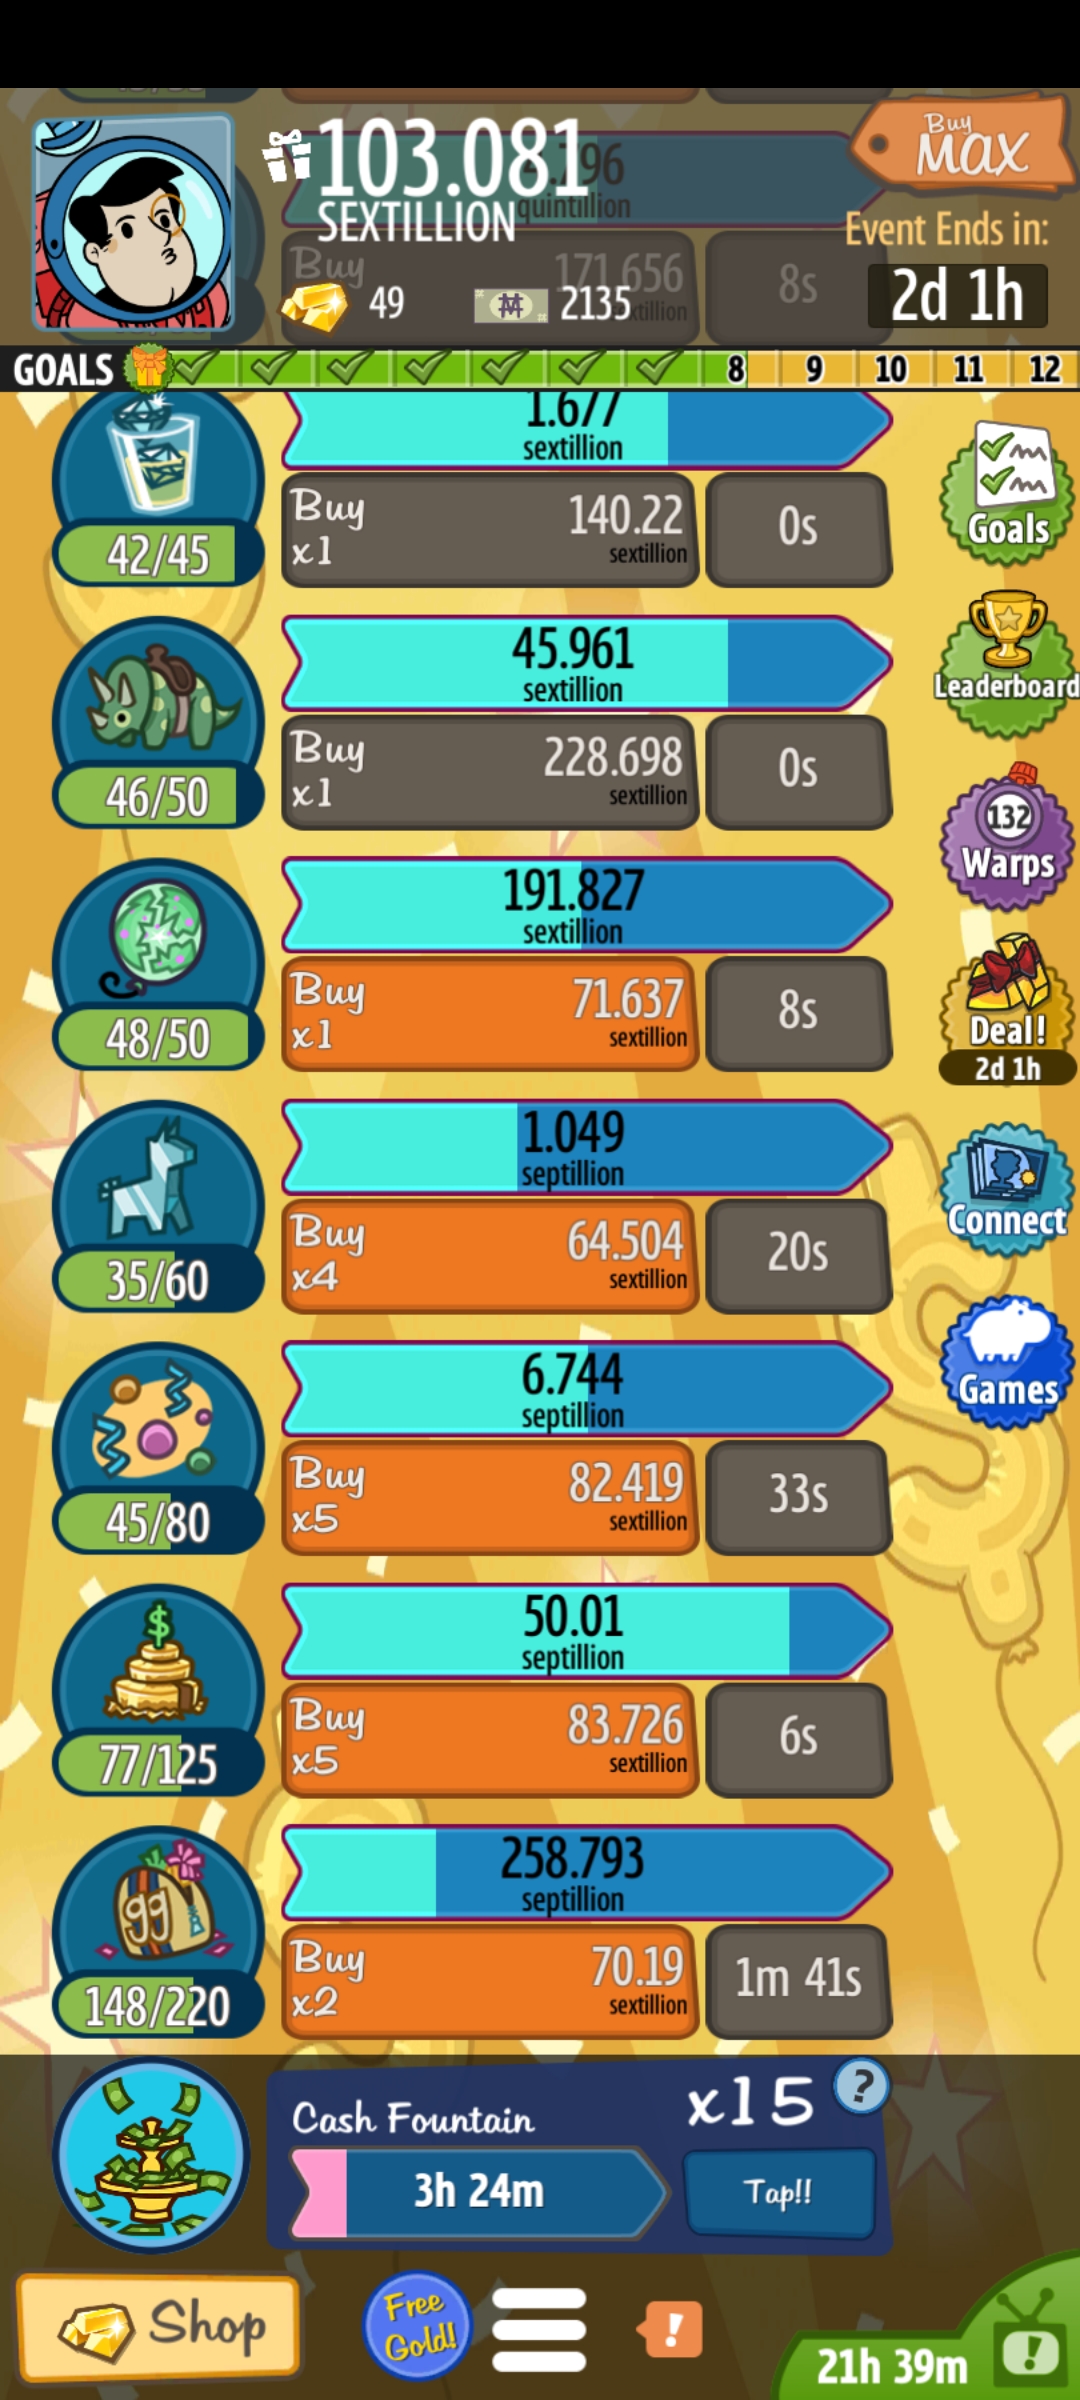 103.081
SEXTILLION
quintillion
Buy
MAX
Event Ends in:
2d 1h
Buy
171.656
8s
49
2135
GOALS
8 9 10 11 12
1.677
sextillion
42/45
Buy
x1
140.22
sextillion
0s
Goals
45.961
sextillion
46/50
Buy
x1
228.698
sextillion
0s
Leaderboard
132
Warps
191.827
sextillion
48/50
Buy
x1
71.637
sextillion
8s
Deal!
2d 1h
1.049
septillion
35/60
Buy
x4
64.504
sextillion
20s
Connect
6.744
septillion
45/80
Buy
x5
82.419
sextillion
33s
Games
50.01
septillion
$
77/125
Buy
x5
83.726
sextillion
6s
258.793
septillion
gg
148/220
Buy
x2
70.19
sextillion
1m 41s
Cash Fountain
x15
?
3h 24m
Tap!!
Shop
Free
Gold!
!
21h 39m
!